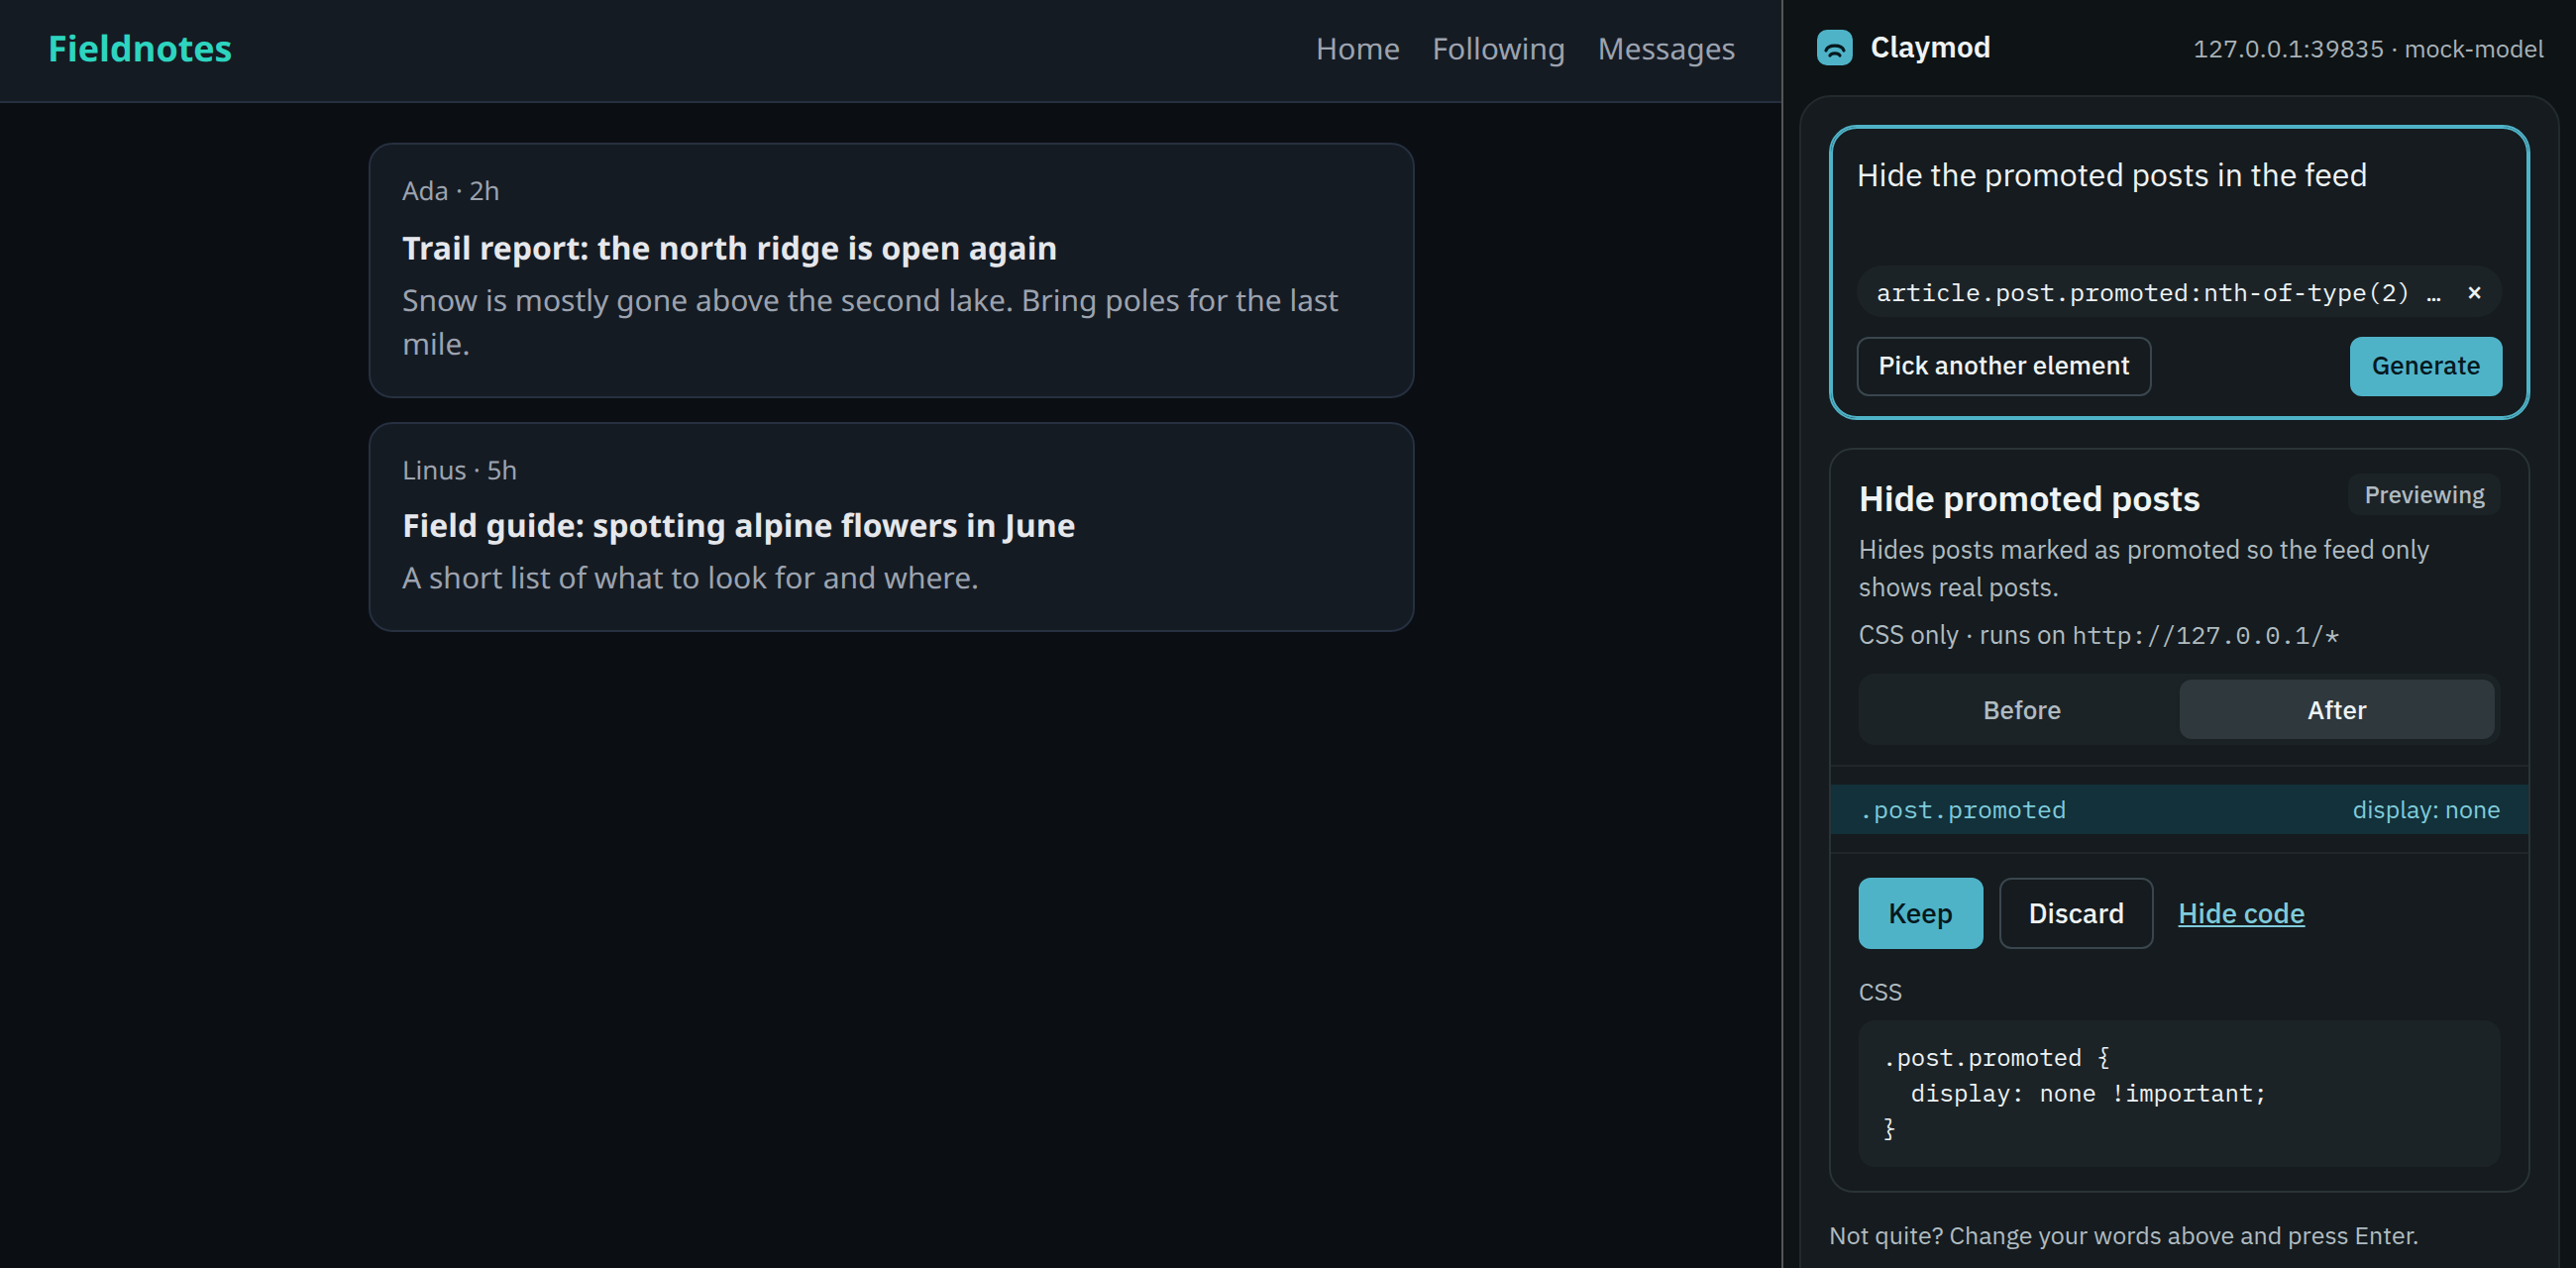 Fieldnotes
Home Following Messages
Ada · 2h
Trail report: the north ridge is open again
Snow is mostly gone above the second lake. Bring poles for the last
mile.
Linus · 5h
Field guide: spotting alpine flowers in June
A short list of what to look for and where.
Claymod
127.0.0.1:39835 · mock-model
Hide the promoted posts in the feed
article.post.promoted:nth-of-type(2) … ×
Pick another element
Generate
Hide promoted posts
Previewing
Hides posts marked as promoted so the feed only
shows real posts.
CSS only · runs on http://127.0.0.1/*
Before
After
.post.promoted
display: none
Keep
Discard
Hide code
CSS
.post.promoted {
  display: none !important;
}
Not quite? Change your words above and press Enter.